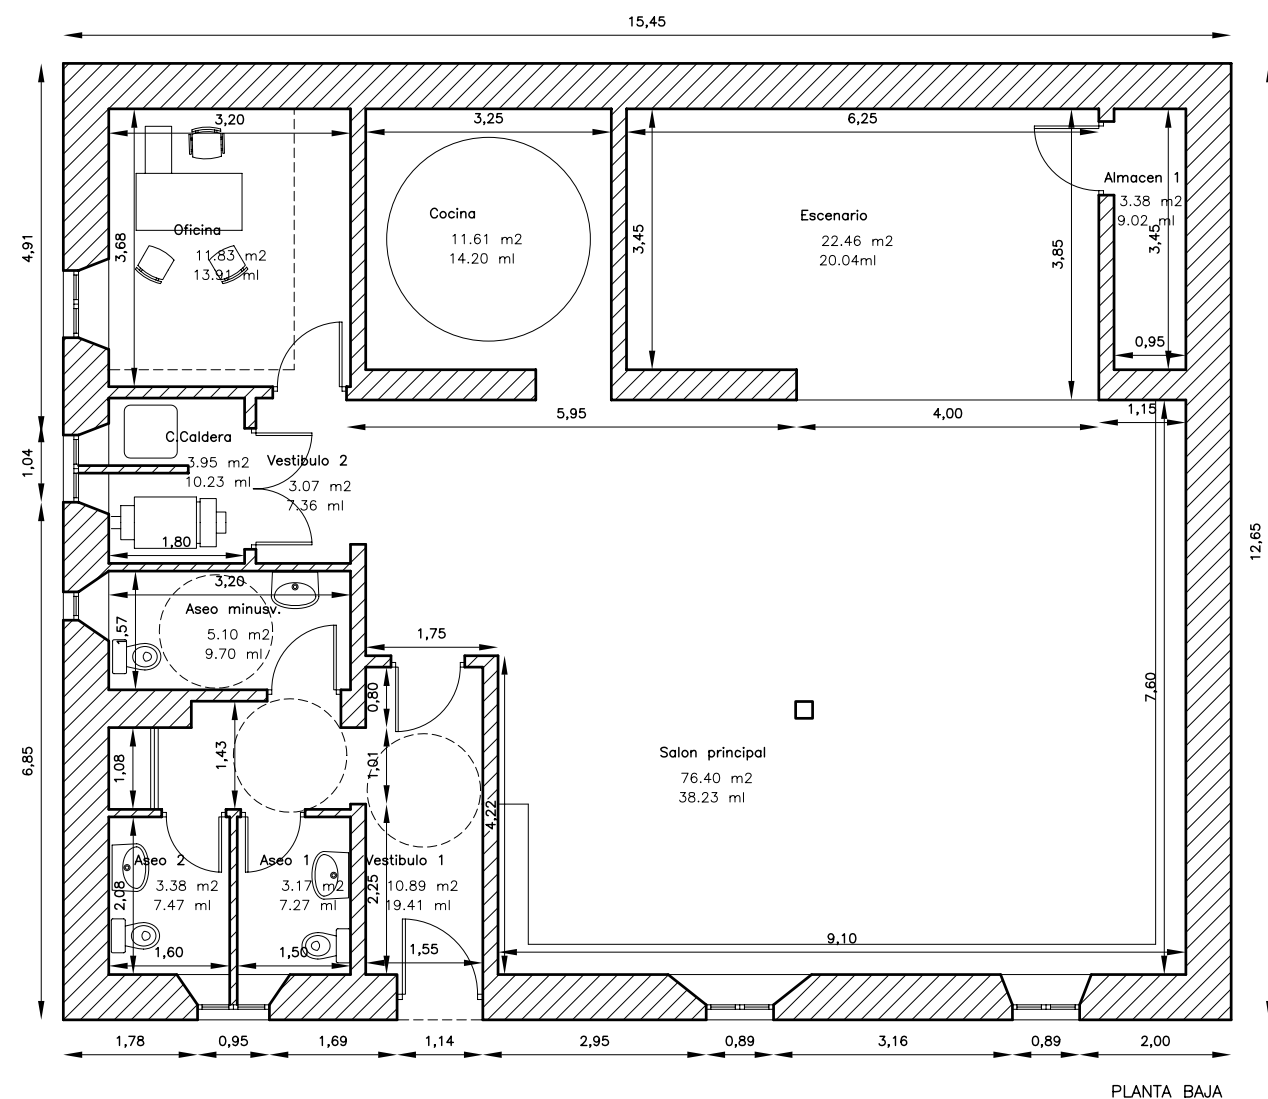 15,45
3,20
3,25
6,25
Almacen 1
3.38 m2
9.02 ml
3,45
Oficina
11.83 m2
13.91 ml
3,68
Cocina
11.61 m2
14.20 ml
3,45
Escenario
22.46 m2
20.04ml
3,85
4,91
0,95
5,95
4,00
1,15
C.Caldera
3.95 m2
10.23 ml
Vestibulo 2
3.07 m2
7.36 ml
1,04
1,80
12,65
3,20
Aseo minusv.
5.10 m2
9.70 ml
1,57
1,75
0,80
7,60
6,85
1,08
1,43
1,01
Salon principal
76.40 m2
38.23 ml
4,22
Aseo 2
3.38 m2
7.47 ml
2,08
Aseo 1
3.17 m2
7.27 ml
Vestibulo 1
10.89 m2
19.41 ml
2,25
1,60
1,50
1,55
9,10
1,78
0,95
1,69
1,14
2,95
0,89
3,16
0,89
2,00
PLANTA BAJA